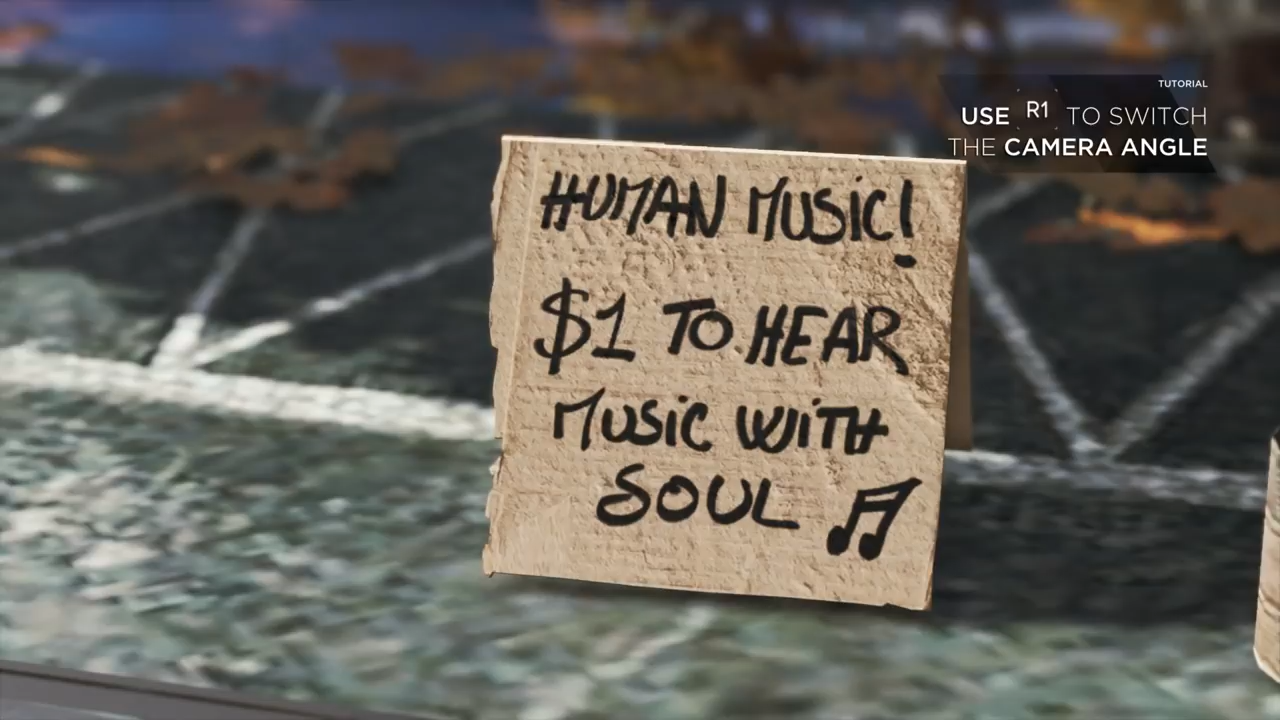 TUTORIAL
USE R1 TO SWITCH
THE CAMERA ANGLE
HUMAN MUSIC!
$1 TO HEAR
MUSIC WITH
SOUL